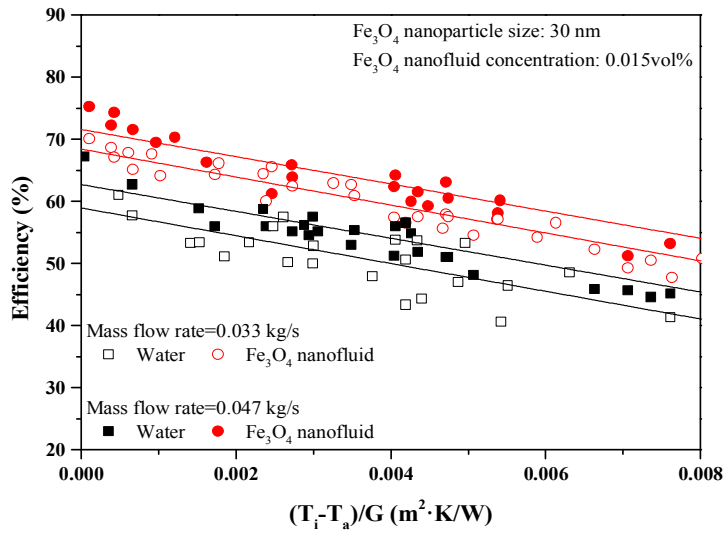 90
80
70
60
50
40
30
20
Efficiency (%)
Fe₃O₄ nanoparticle size: 30 nm
Fe₃O₄ nanofluid concentration: 0.015vol%
Mass flow rate=0.033 kg/s
Water Fe₃O₄ nanofluid
Mass flow rate=0.047 kg/s
Water Fe₃O₄ nanofluid
0.000 0.002 0.004 0.006 0.008
(Tᵢ-Tₐ)/G (m²·K/W)